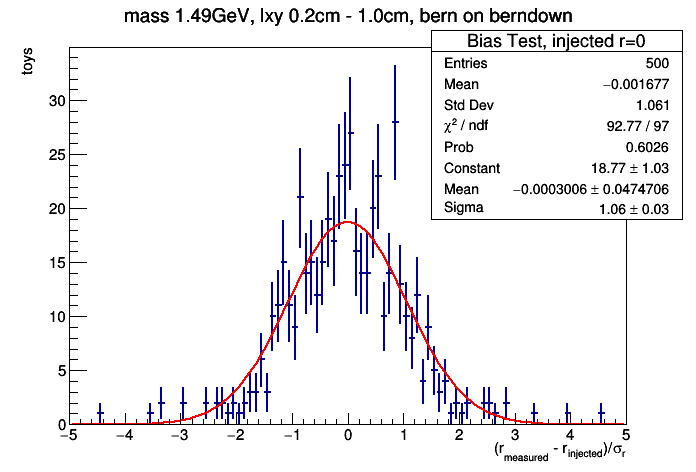 mass 1.49GeV, lxy 0.2cm - 1.0cm, bern on berndown
Bias Test, injected r=0
Entries 500
Mean −0.001677
Std Dev 1.061
χ² / ndf 92.77 / 97
Prob 0.6026
Constant 18.77 ± 1.03
Mean −0.0003006 ± 0.0474706
Sigma 1.06 ± 0.03
toys
30
25
20
15
10
5
0
−5 −4 −3 −2 −1 0 1 2 3 4 5
(r_measured - r_injected)/σ_r